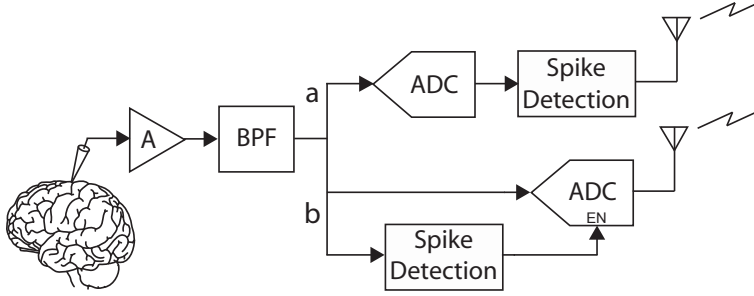 a
ADC
Spike
Detection
A
BPF
b
ADC
EN
Spike
Detection